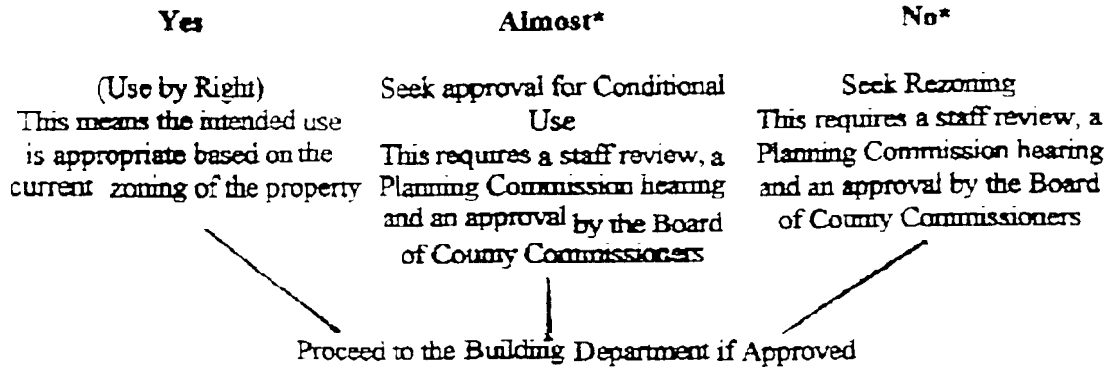 Yes
(Use by Right)
This means the intended use
is appropriate based on the
current zoning of the property
Almost*
Seek approval for Conditional
Use
This requires a staff review, a
Planning Commission hearing
and an approval by the Board
of County Commissioners
No*
Seek Rezoning
This requires a staff review, a
Planning Commission hearing
and an approval by the Board
of County Commissioners
Proceed to the Building Department if Approved